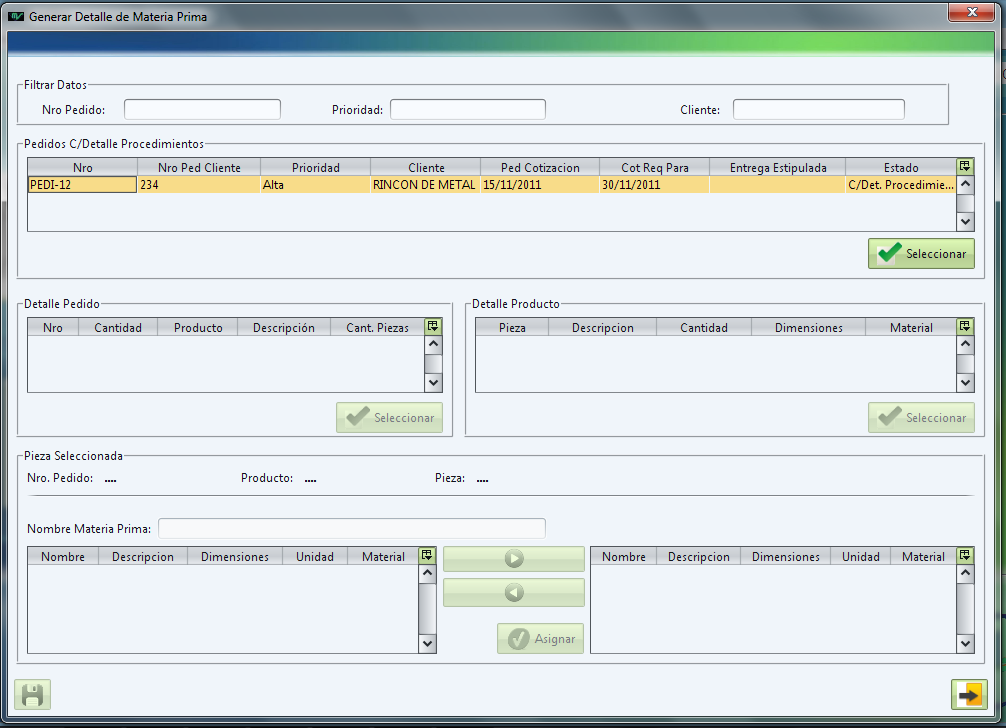 Generar Detalle de Materia Prima
Filtrar Datos
Nro Pedido: Prioridad: Cliente:
Pedidos C/Detalle Procedimientos
Nro Nro Ped Cliente Prioridad Cliente Ped Cotizacion Cot Req Para Entrega Estipulada Estado
PEDI-12 234 Alta RINCON DE METAL 15/11/2011 30/11/2011 C/Det. Procedimie...
Seleccionar
Detalle Pedido
Nro Cantidad Producto Descripción Cant. Piezas
Seleccionar
Detalle Producto
Pieza Descripcion Cantidad Dimensiones Material
Seleccionar
Pieza Seleccionada
Nro. Pedido: .... Producto: .... Pieza: ....
Nombre Materia Prima:
Nombre Descripcion Dimensiones Unidad Material
Asignar
Nombre Descripcion Dimensiones Unidad Material